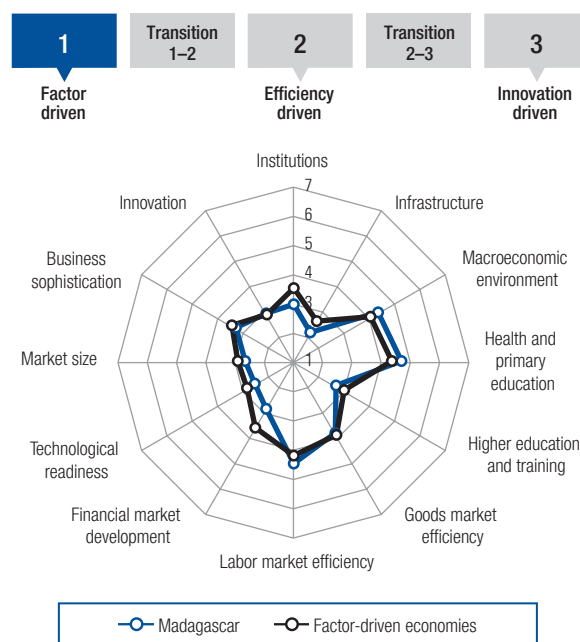 1
Transition
1–2
2
Transition
2–3
3
Factor
driven
Efficiency
driven
Innovation
driven
Institutions
7
Innovation
Infrastructure
6
5
Business
sophistication
Macroeconomic
environment
4
3
Market size
1
Health and
primary
education
Technological
readiness
Higher education
and training
Financial market
development
Goods market
efficiency
Labor market efficiency
Madagascar
Factor-driven economies